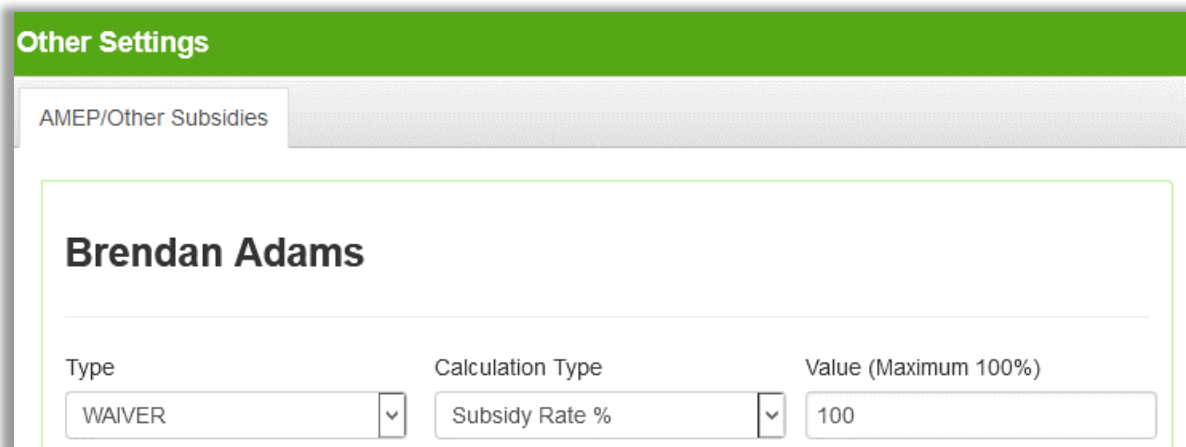 Other Settings
AMEP/Other Subsidies
Brendan Adams
Type Calculation Type Value (Maximum 100%)
WAIVER Subsidy Rate % 100